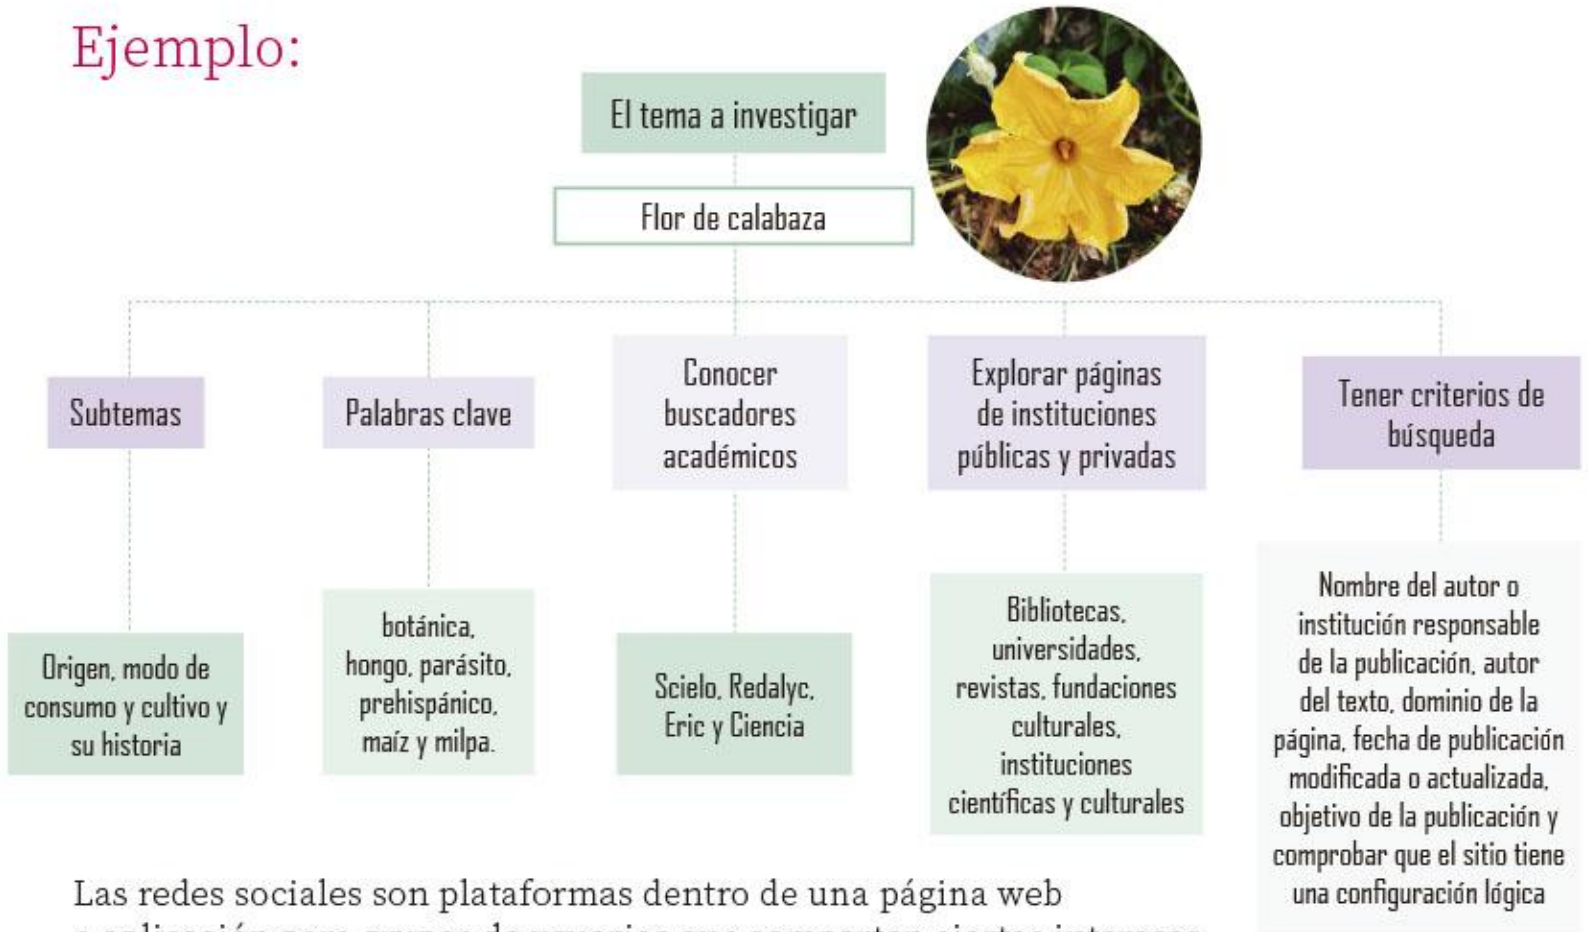 Ejemplo:
El tema a investigar
Flor de calabaza
Subtemas
Origen, modo de
consumo y cultivo y
su historia
Palabras clave
botánica,
hongo, parásito,
prehispánico,
maíz y milpa.
Conocer
buscadores
académicos
Scielo, Redalyc,
Eric y Ciencia
Explorar páginas
de instituciones
públicas y privadas
Bibliotecas,
universidades,
revistas, fundaciones
culturales,
instituciones
científicas y culturales
Tener criterios de
búsqueda
Nombre del autor o
institución responsable
de la publicación, autor
del texto, dominio de la
página, fecha de publicación
modificada o actualizada,
objetivo de la publicación y
comprobar que el sitio tiene
una configuración lógica
Las redes sociales son plataformas dentro de una página web